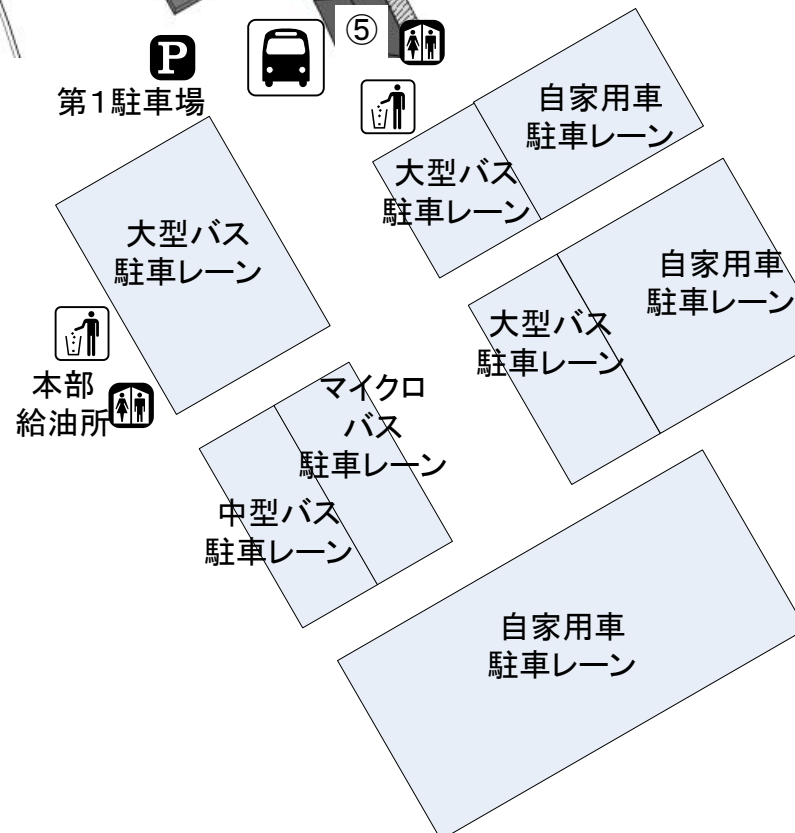 ⑤
P
第１駐車場
自家用車
駐車レーン
大型バス
駐車レーン
大型バス
駐車レーン
自家用車
駐車レーン
大型バス
駐車レーン
本部
給油所
マイクロ
バス
駐車レーン
中型バス
駐車レーン
自家用車
駐車レーン